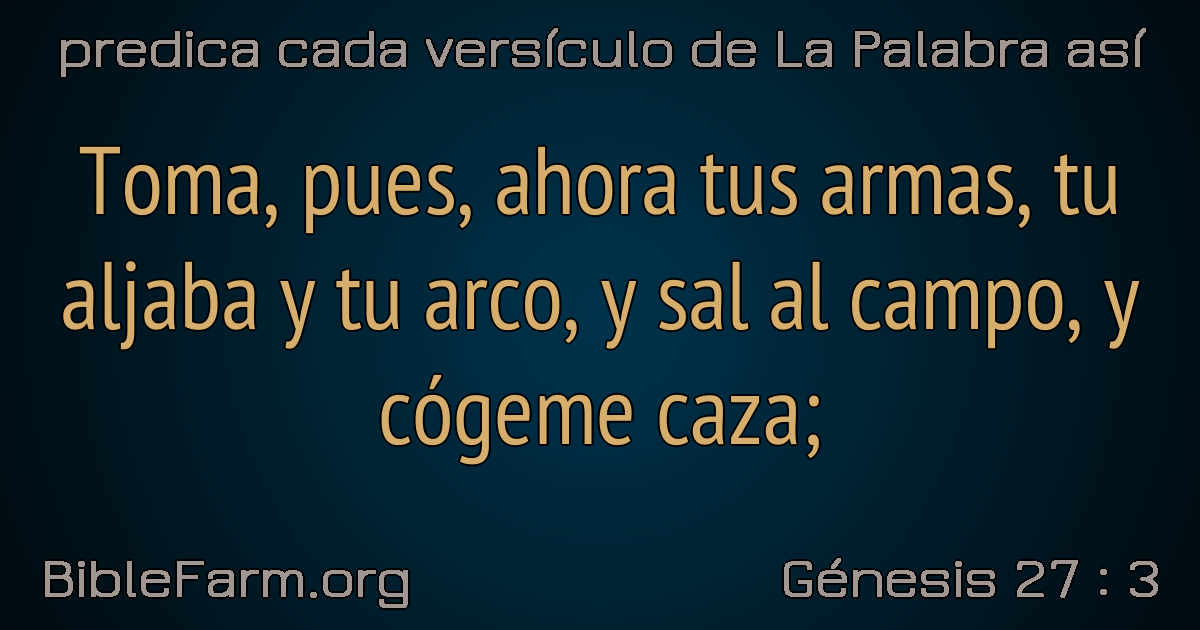 predica cada versículo de La Palabra así
Toma, pues, ahora tus armas, tu
aljaba y tu arco, y sal al campo, y
cógeme caza;
BibleFarm.org
Génesis 27 : 3